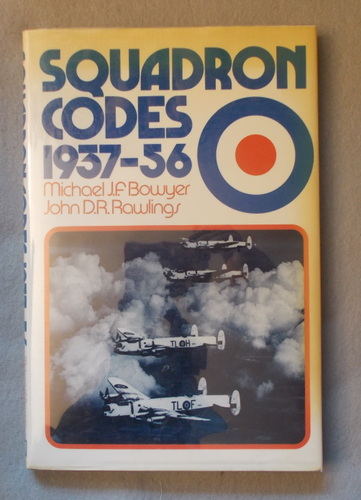 SQUADRON
CODES
1937-56
Michael J.F. Bowyer
John D.R. Rawlings
TL H
TL F